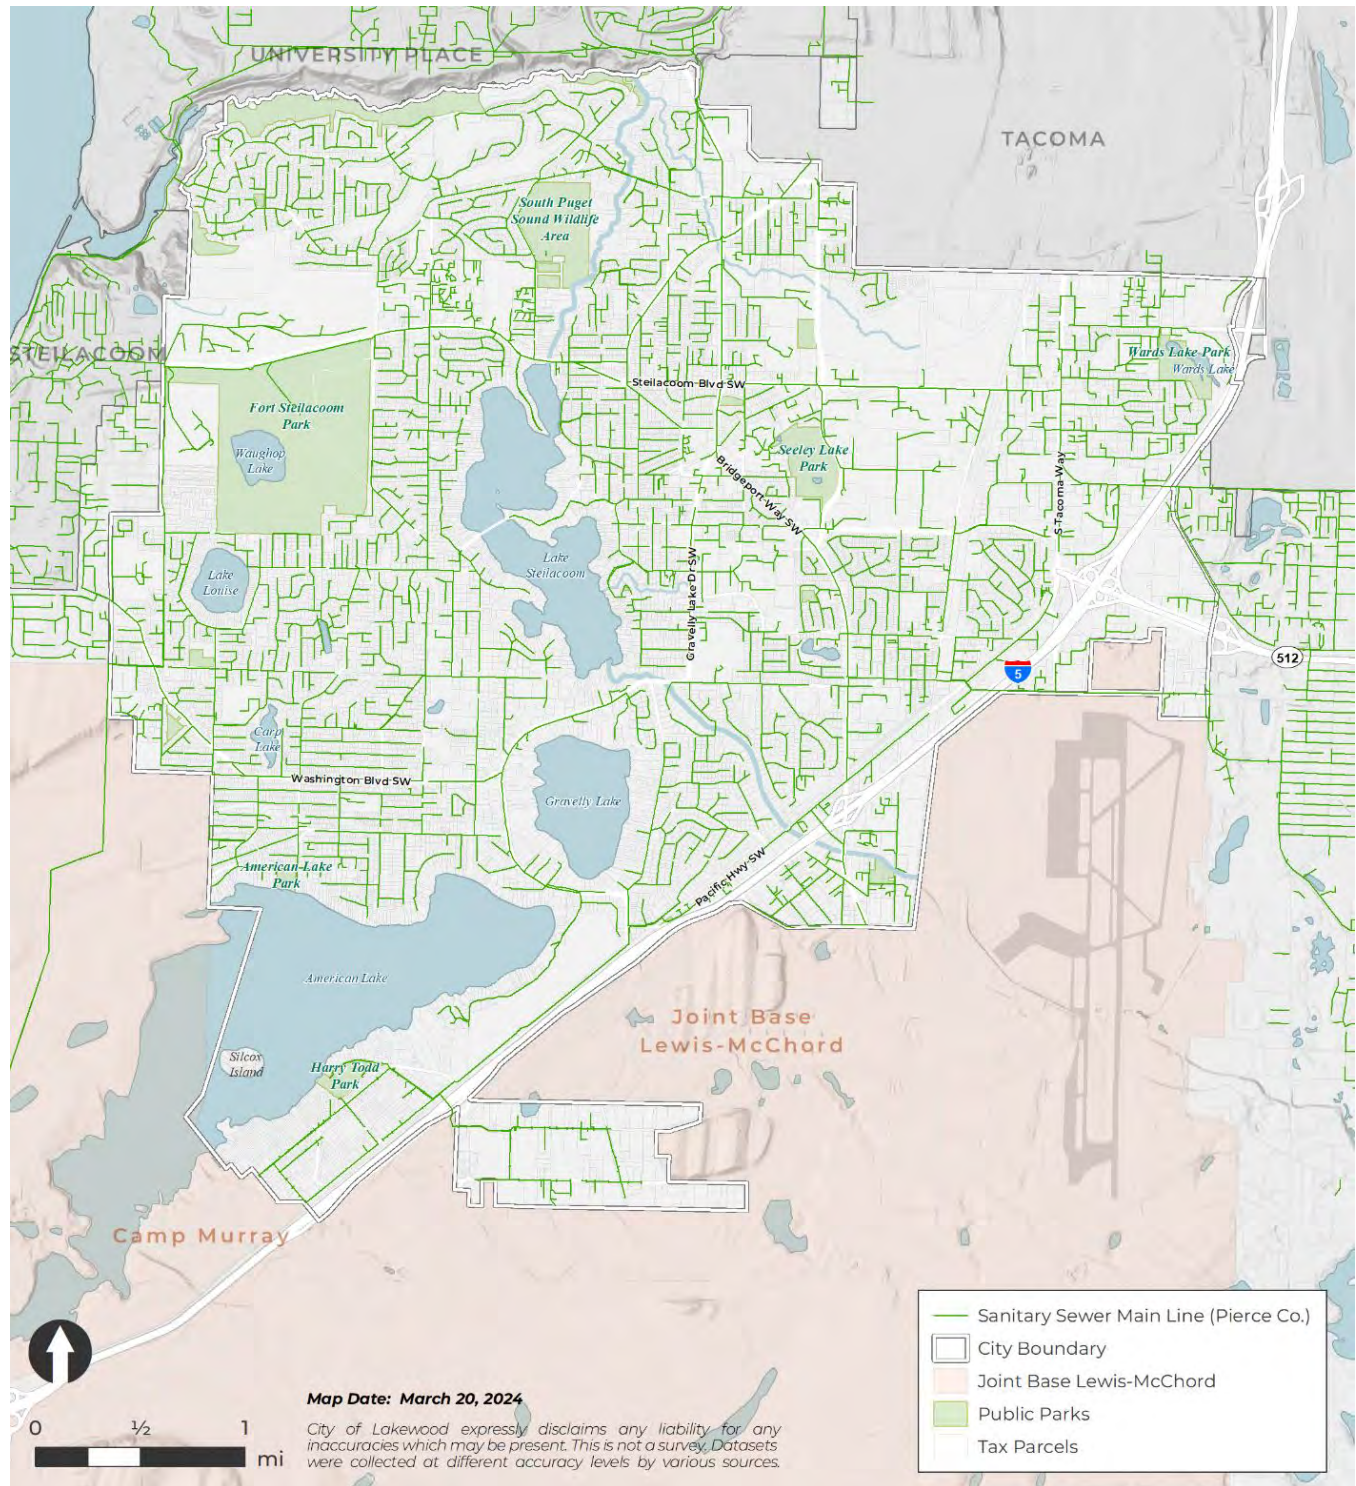 UNIVERSITY PLACE
TACOMA
South Puget
Sound Wildlife
Area
STEILACOOM
Wards Lake Park
Wards Lake
Steilacoom Blvd SW
Fort Steilacoom
Park
Waughop
Lake
Seeley Lake
Park
Bridgeport Way SW
S Tacoma Way
Lake
Steilacoom
Lake
Louise
Gravelly Lake Dr SW
512
5
Carp
Lake
Washington Blvd SW
Gravelly Lake
American Lake
Park
Pacific Hwy SW
American Lake
Joint Base
Lewis-McChord
Silcox
Island
Harry Todd
Park
Camp Murray
Sanitary Sewer Main Line (Pierce Co.)
City Boundary
Joint Base Lewis-McChord
Public Parks
Tax Parcels
0 ½ 1
mi
Map Date: March 20, 2024
City of Lakewood expressly disclaims any liability for any
inaccuracies which may be present. This is not a survey. Datasets
were collected at different accuracy levels by various sources.